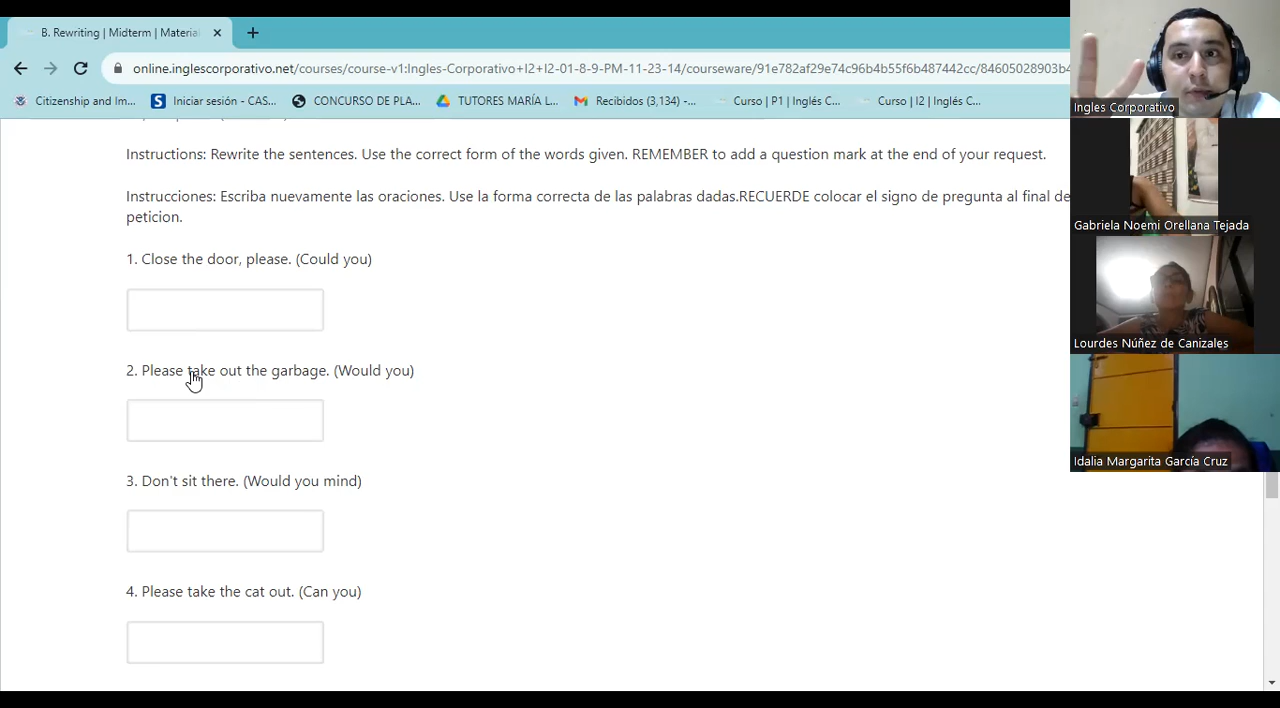 B. Rewriting | Midterm | Material
online.inglescorporativo.net/courses/course-v1:Ingles-Corporativo+I2+I2-01-8-9-PM-11-23-14/courseware/91e782af29e74c96b4b55f6b487442cc/84605028903b4
Citizenship and Im...
Iniciar sesión - CAS...
CONCURSO DE PLA...
TUTORES MARÍA L...
Recibidos (3,134) -...
Curso | P1 | Inglés C...
Curso | I2 | Inglés C...
Instructions: Rewrite the sentences. Use the correct form of the words given. REMEMBER to add a question mark at the end of your request.
Instrucciones: Escriba nuevamente las oraciones. Use la forma correcta de las palabras dadas.RECUERDE colocar el signo de pregunta al final de
peticion.
1. Close the door, please. (Could you)
2. Please take out the garbage. (Would you)
3. Don't sit there. (Would you mind)
4. Please take the cat out. (Can you)
Ingles Corporativo
Gabriela Noemi Orellana Tejada
Lourdes Núñez de Canizales
Idalia Margarita García Cruz